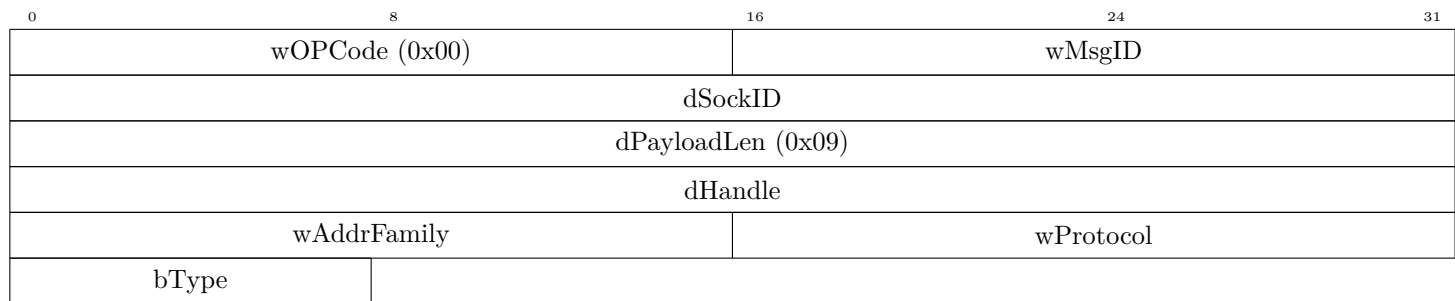 0 8 16 24 31
wOPCode (0x00) wMsgID
dSockID
dPayloadLen (0x09)
dHandle
wAddrFamily wProtocol
bType